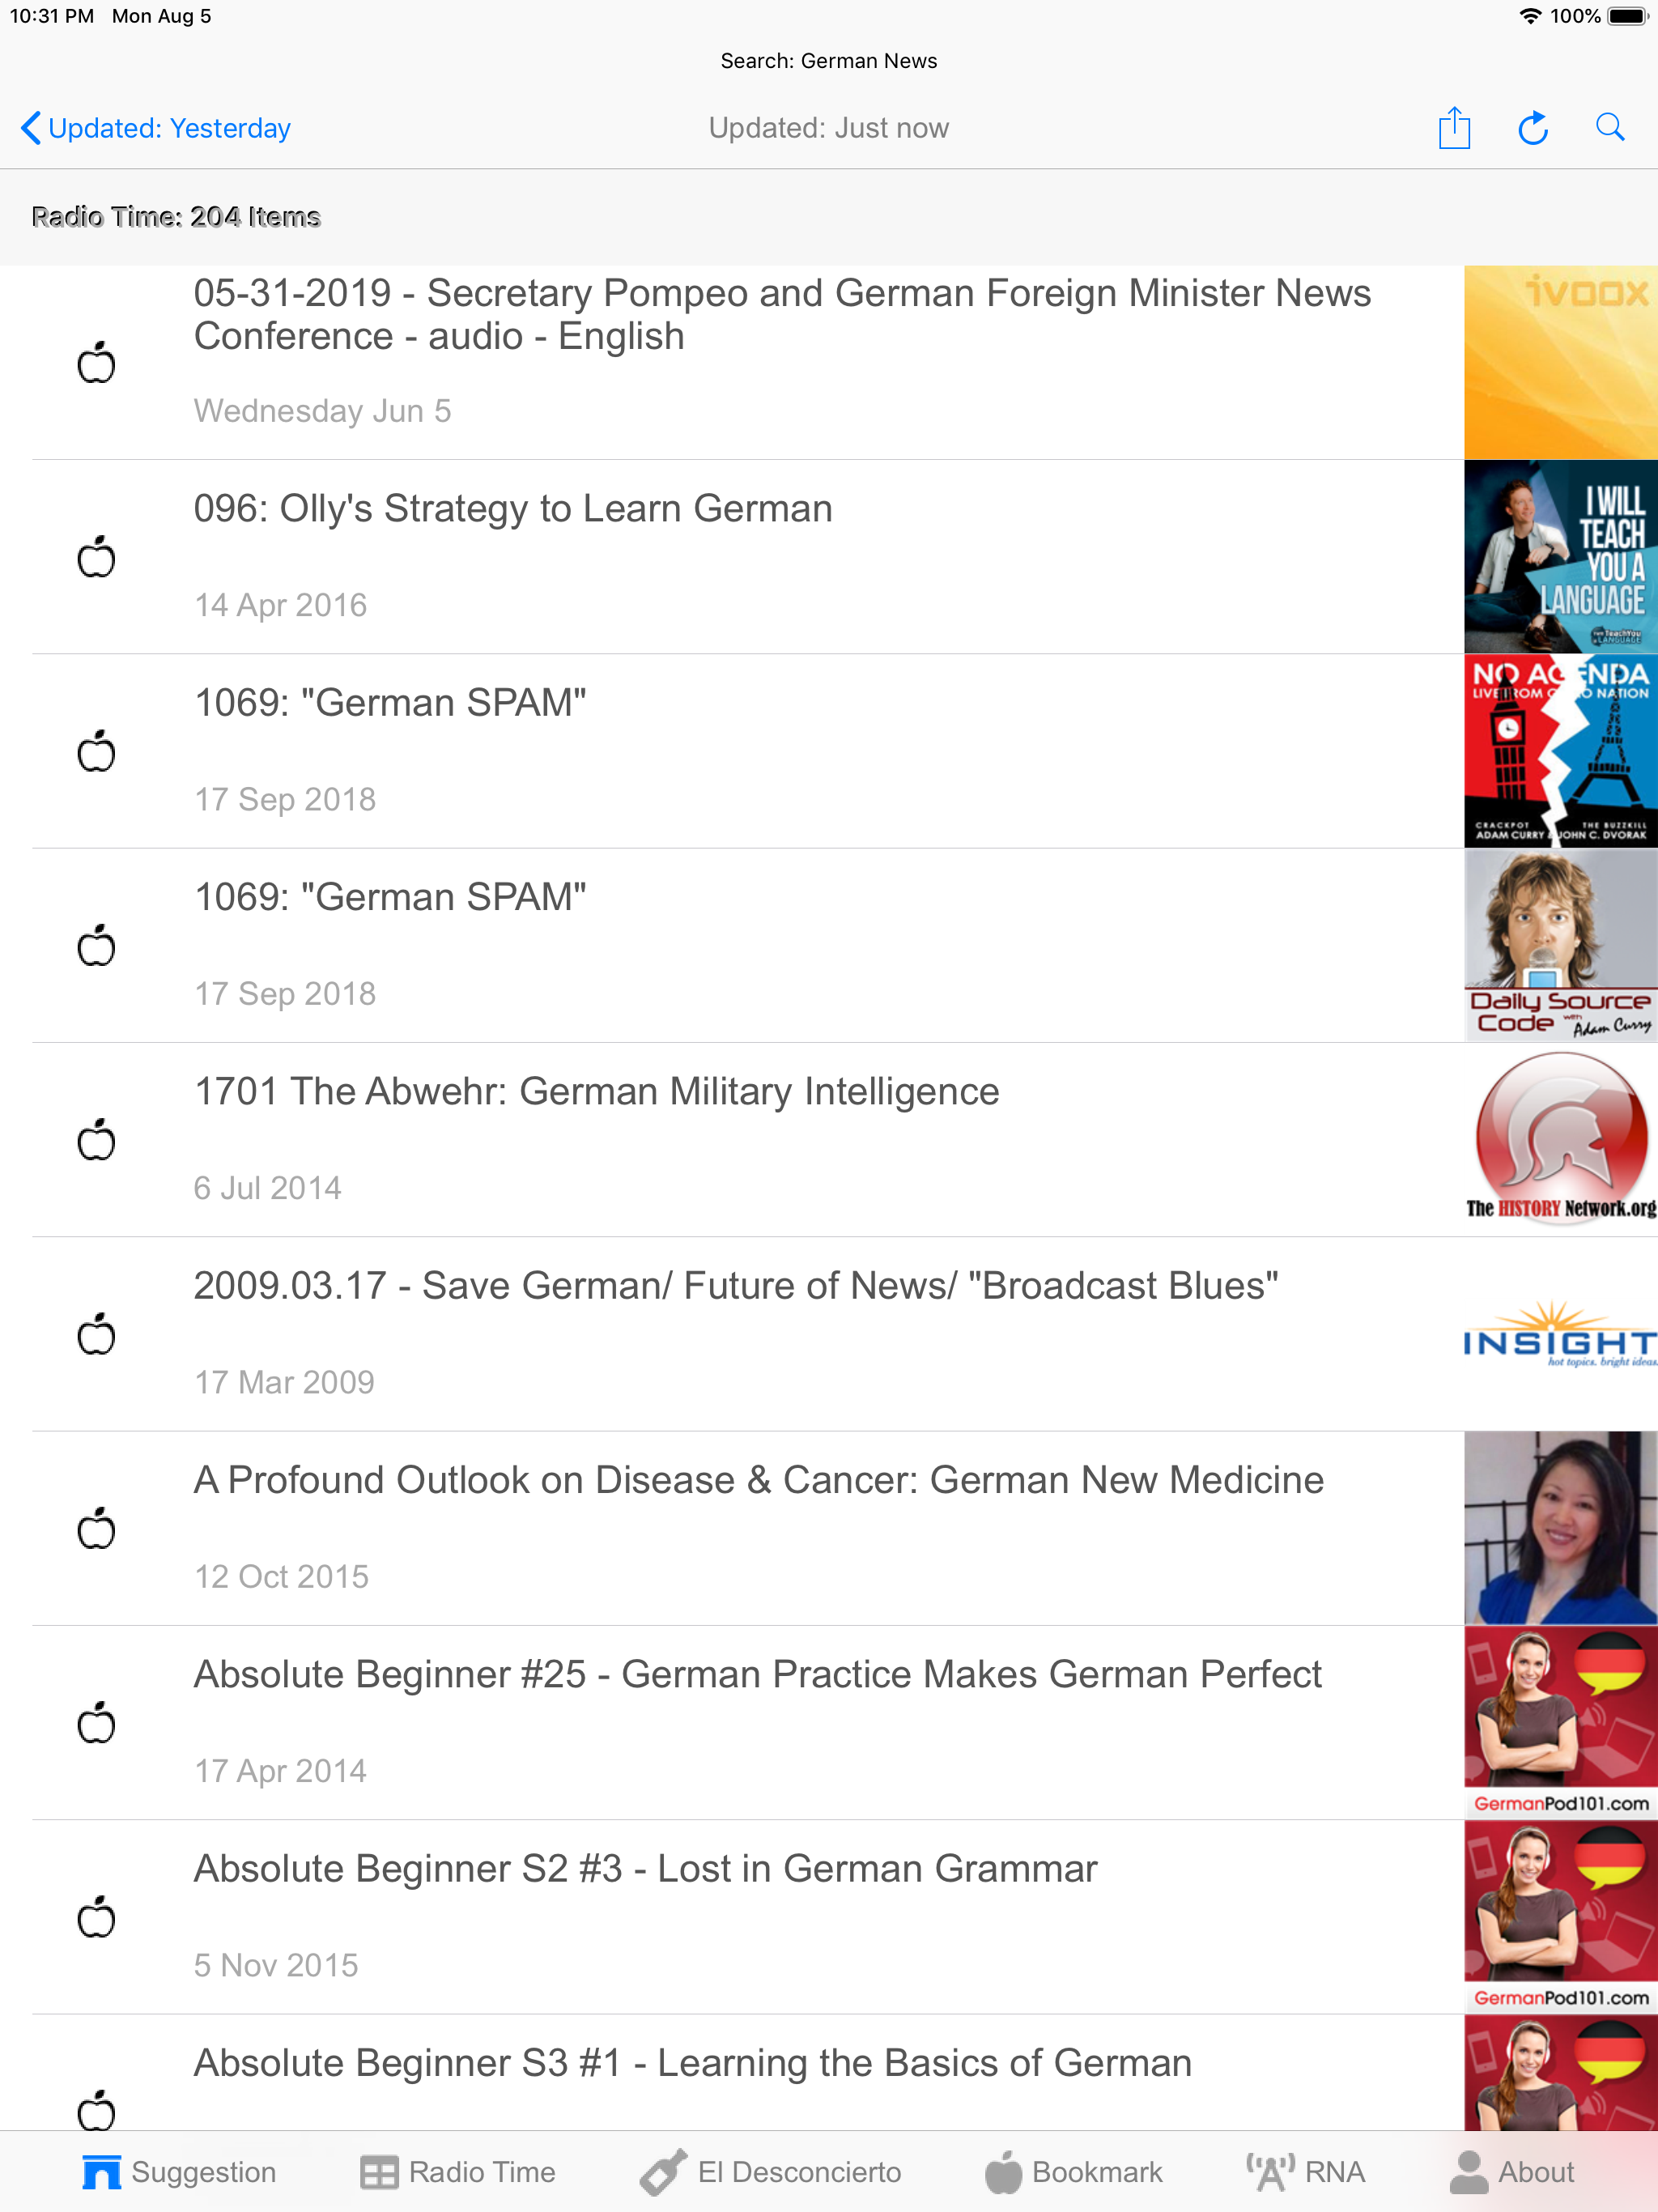 10:31 PM Mon Aug 5
100%
Search: German News
Updated: Yesterday
Updated: Just now
Radio Time: 204 Items
05-31-2019 - Secretary Pompeo and German Foreign Minister News
Conference - audio - English
Wednesday Jun 5
ivoox
096: Olly's Strategy to Learn German
14 Apr 2016
I WILL
TEACH
YOU A
LANGUAGE
1069: "German SPAM"
17 Sep 2018
NO AGENDA
CRACKPOT THE BUZZKILL
ADAM CURRY & JOHN C. DVORAK
1069: "German SPAM"
17 Sep 2018
Daily Source
Code with Adam Curry
1701 The Abwehr: German Military Intelligence
6 Jul 2014
The HISTORY Network.org
2009.03.17 - Save German/ Future of News/ "Broadcast Blues"
17 Mar 2009
INSIGHT
hot topics. bright ideas.
A Profound Outlook on Disease & Cancer: German New Medicine
12 Oct 2015
Absolute Beginner #25 - German Practice Makes German Perfect
17 Apr 2014
GermanPod101.com
Absolute Beginner S2 #3 - Lost in German Grammar
5 Nov 2015
GermanPod101.com
Absolute Beginner S3 #1 - Learning the Basics of German
Suggestion
Radio Time
El Desconcierto
Bookmark
RNA
About